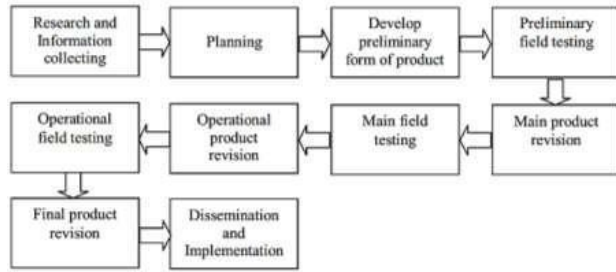 Research and
Information
collecting
Planning
Develop
preliminary
form of product
Preliminary
field testing
Main product
revision
Main field
testing
Operational
product
revision
Operational
field testing
Final product
revision
Dissemination
and
Implementation